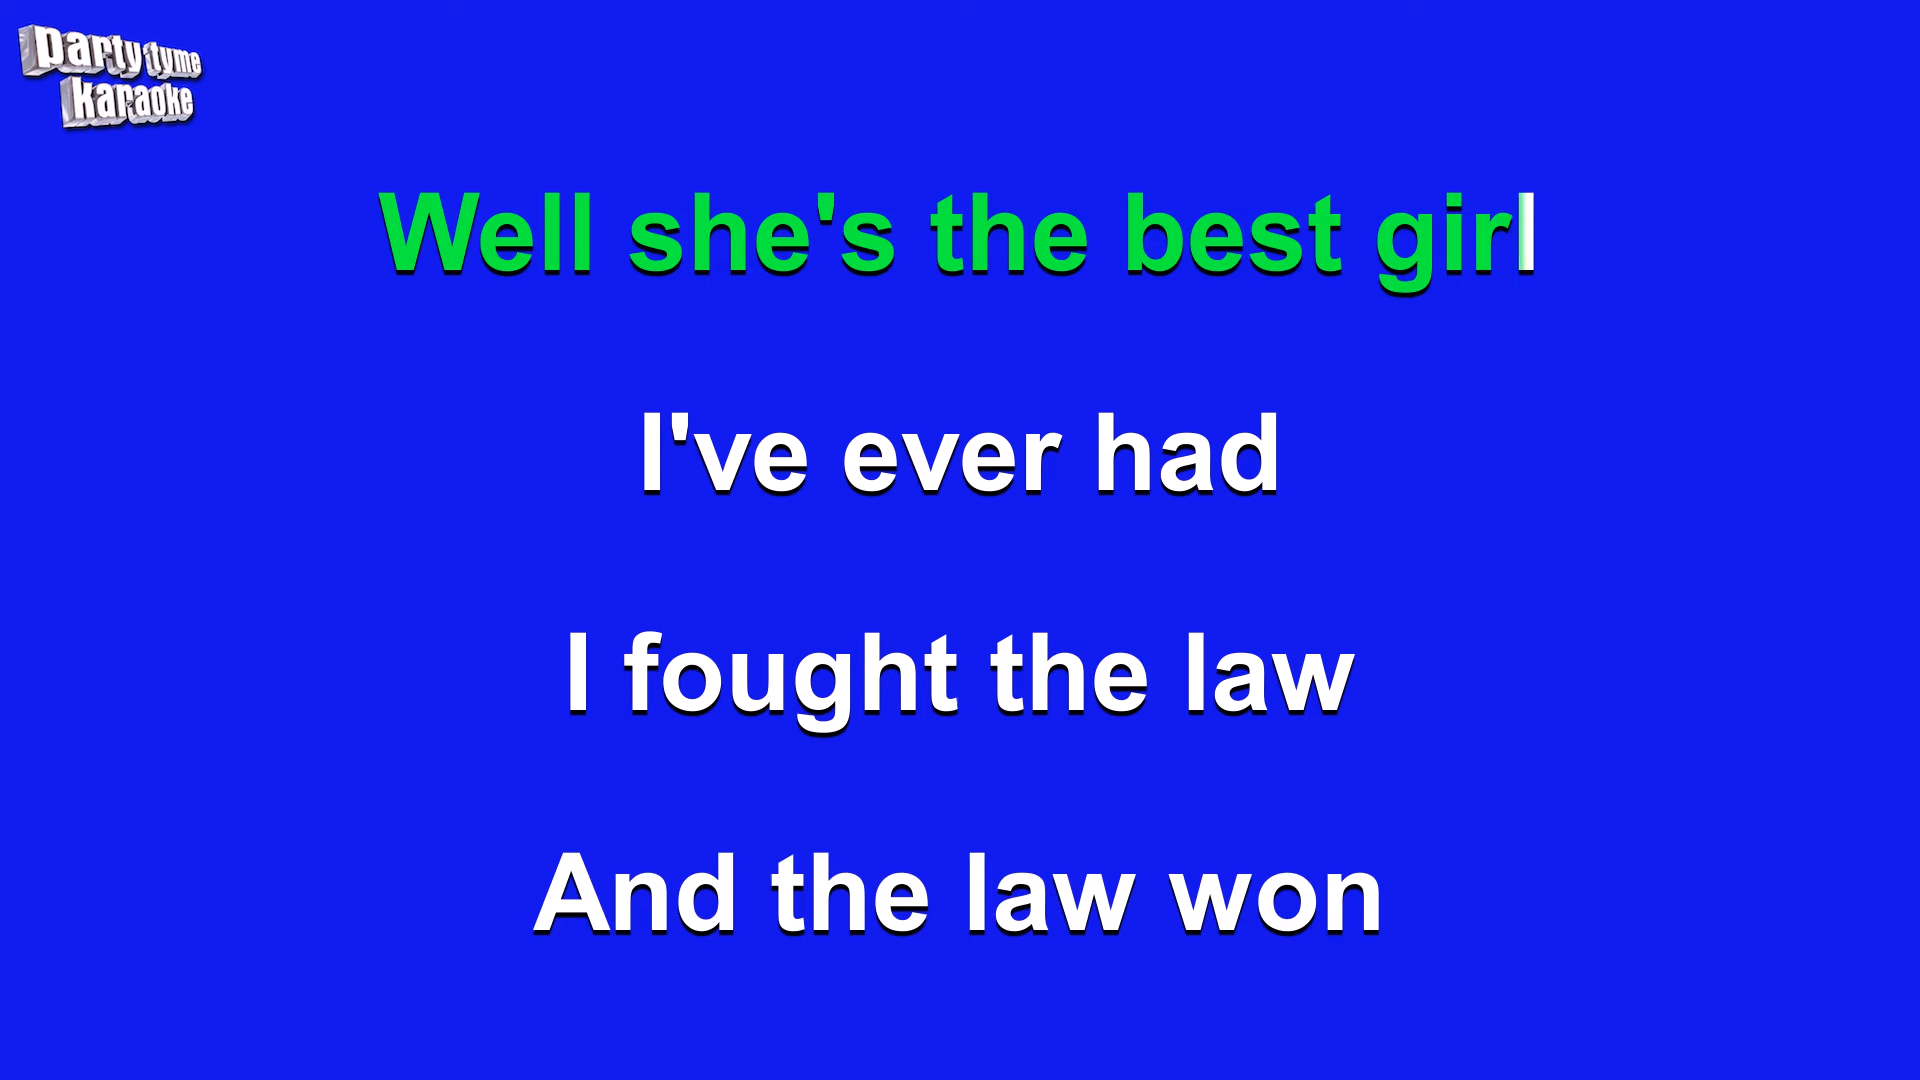 party tyme
karaoke
Well she's the best girl
I've ever had
I fought the law
And the law won